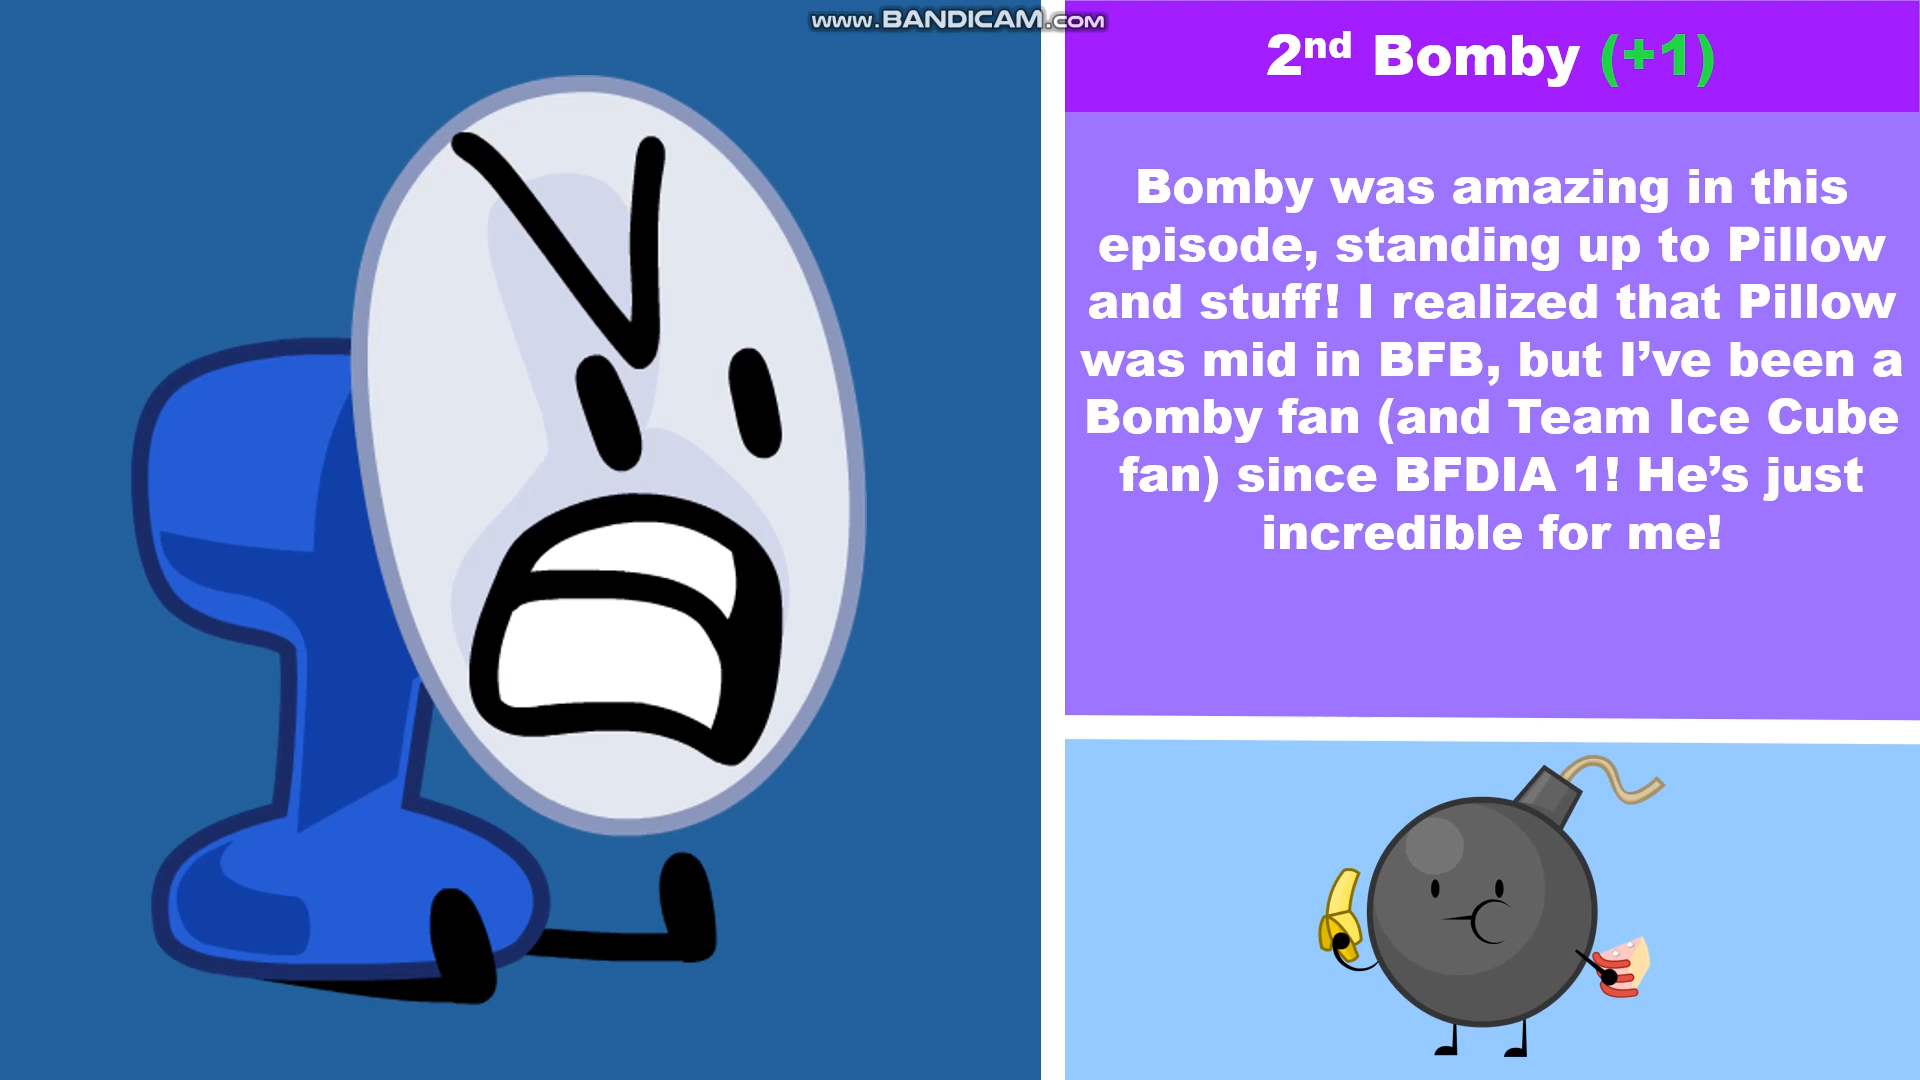 www.BANDICAM.com
2nd Bomby (+1)
Bomby was amazing in this
episode, standing up to Pillow
and stuff! I realized that Pillow
was mid in BFB, but I’ve been a
Bomby fan (and Team Ice Cube
fan) since BFDIA 1! He’s just
incredible for me!